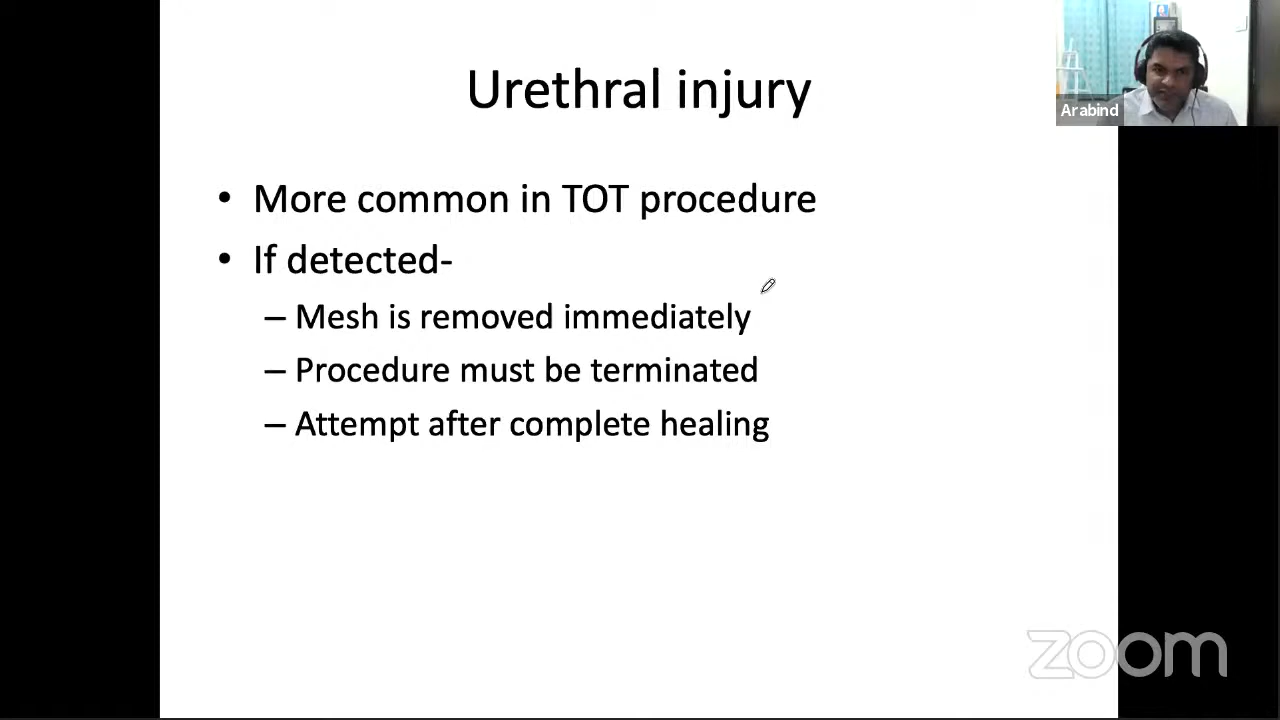 Urethral injury
Arabind
• More common in TOT procedure
• If detected-
– Mesh is removed immediately
– Procedure must be terminated
– Attempt after complete healing
zoom